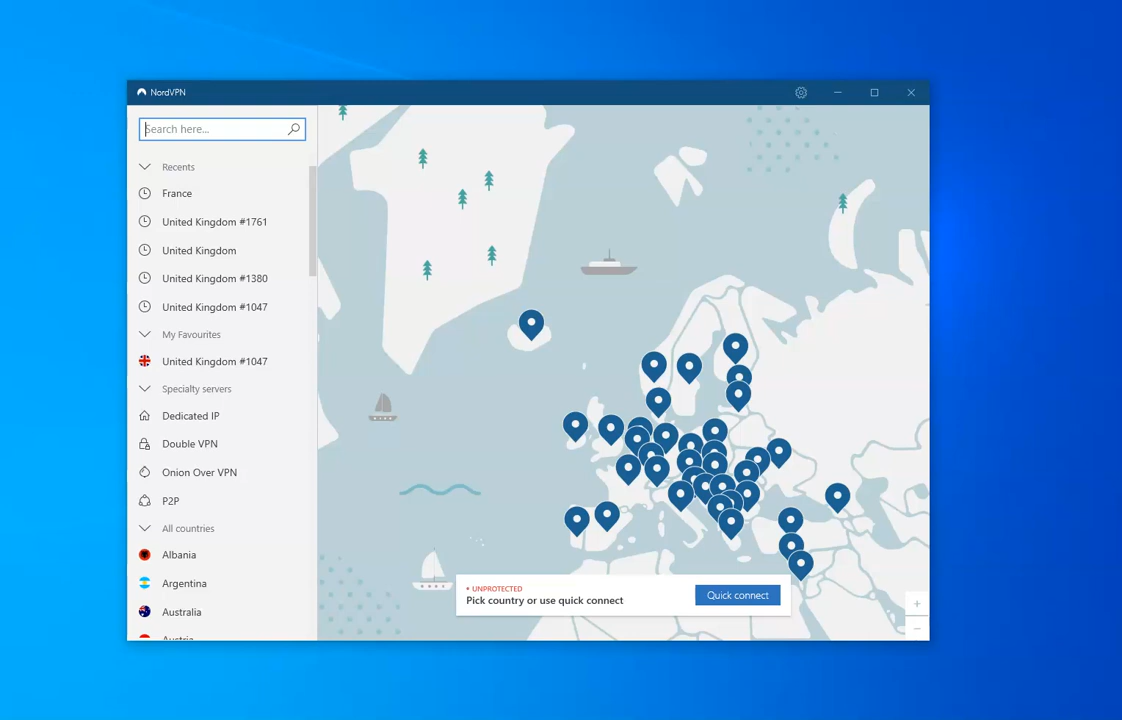 NordVPN
Search here...
Recents
France
United Kingdom #1761
United Kingdom
United Kingdom #1380
United Kingdom #1047
My Favourites
United Kingdom #1047
Specialty servers
Dedicated IP
Double VPN
Onion Over VPN
P2P
All countries
Albania
Argentina
Australia
Austria
UNPROTECTED
Pick country or use quick connect
Quick connect